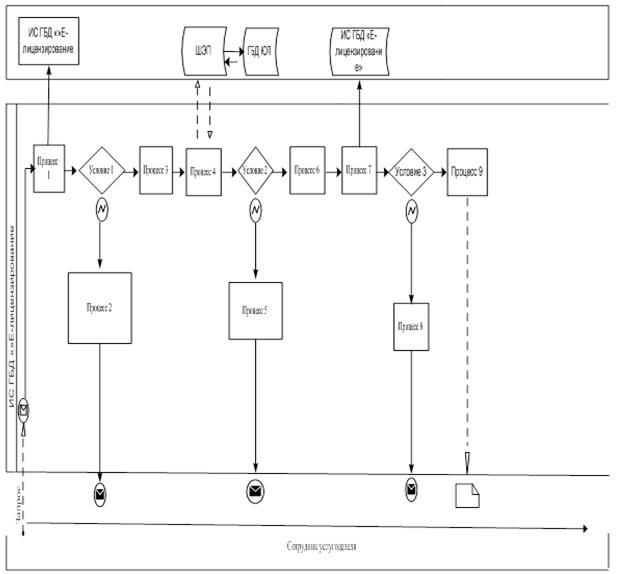 ИС ГБД «»Е-
лицензирование
ШЭП
ГБД ЮЛ
ИС ГБД «Е-
лицензировани
е»
Процесс
1
Условие 1
Процесс 3
Процесс 4
Условие 2
Процесс 6
Процесс 7
Условие 3
Процесс 9
Процесс 2
Процесс 5
Процесс 8
ИС ГБД «»Е-лицензирование
Запрос
Сотрудник услугодателя